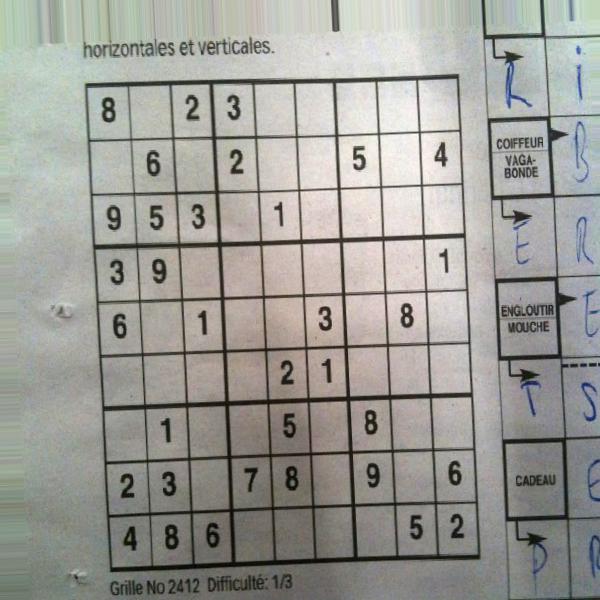 horizontales et verticales.
8 2 3
6 2 5 4
9 5 3 1
3 9 1
6 1 3 8
2 1
1 5 8
2 3 7 8 9 6
4 8 6 5 2
Grille No 2412 Difficulté: 1/3
R i
COIFFEUR
VAGA-
BONDE
B
E R
ENGLOUTIR
MOUCHE
E
T S
CADEAU
E
P R